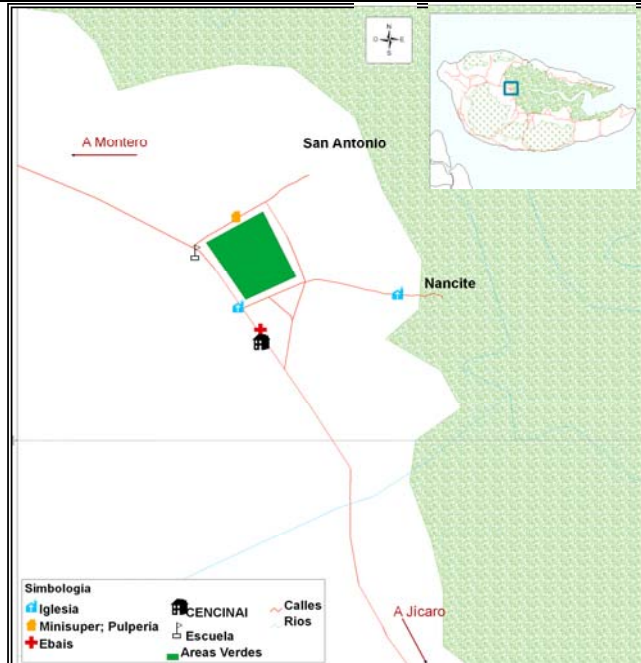 N
O E
S
A Montero
San Antonio
Nancite
A Jicaro
Simbologia
Iglesia
Minisuper; Pulperia
Ebais
CENCINAI
Escuela
Areas Verdes
Calles
Rios